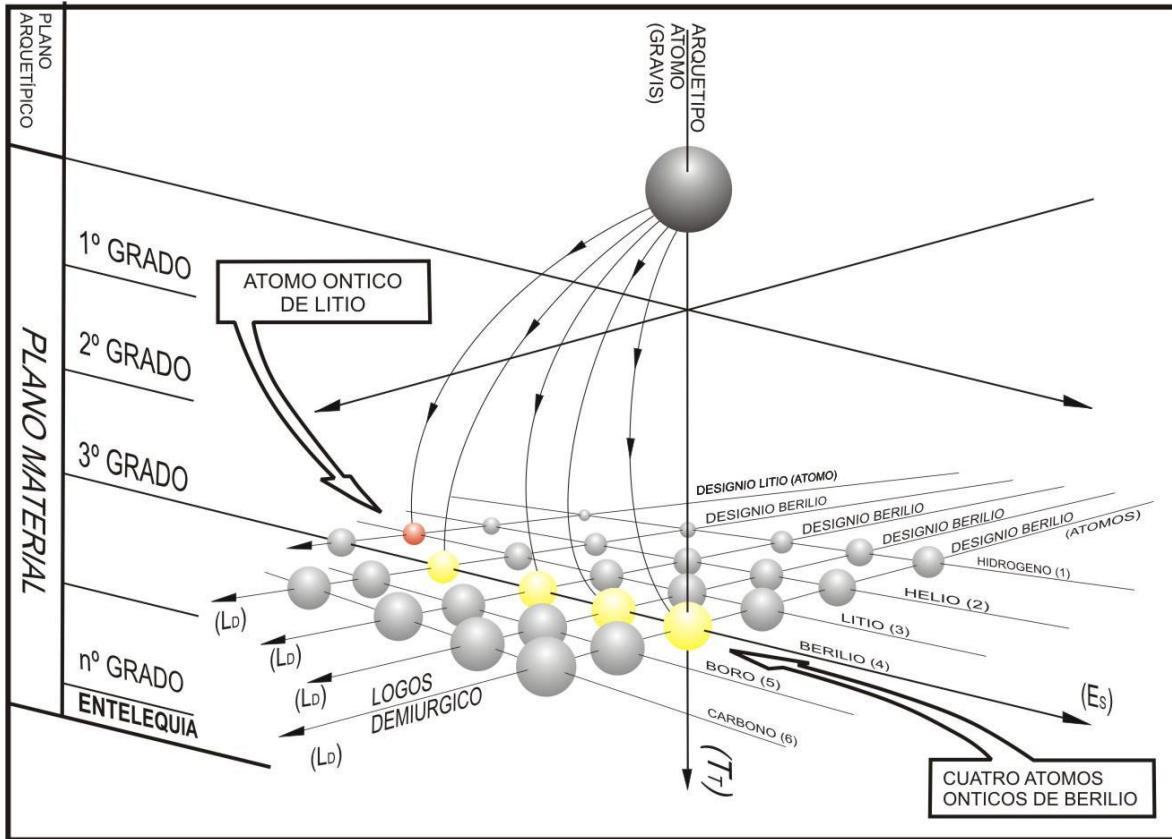 PLANO
ARQUETÍPICO
ARQUETIPO
ATOMO
(GRAVIS)
PLANO MATERIAL
1º GRADO
2º GRADO
3º GRADO
nº GRADO
ENTELEQUIA
ATOMO ONTICO
DE LITIO
DESIGNIO LITIO (ATOMO)
DESIGNIO BERILIO
DESIGNIO BERILIO
DESIGNIO BERILIO
DESIGNIO BERILIO
(ATOMOS)
HIDROGENO (1)
HELIO (2)
LITIO (3)
BERILIO (4)
BORO (5)
CARBONO (6)
(LD)
(LD)
(LD)
(LD)
LOGOS
DEMIURGICO
(ES)
(TT)
CUATRO ATOMOS
ONTICOS DE BERILIO